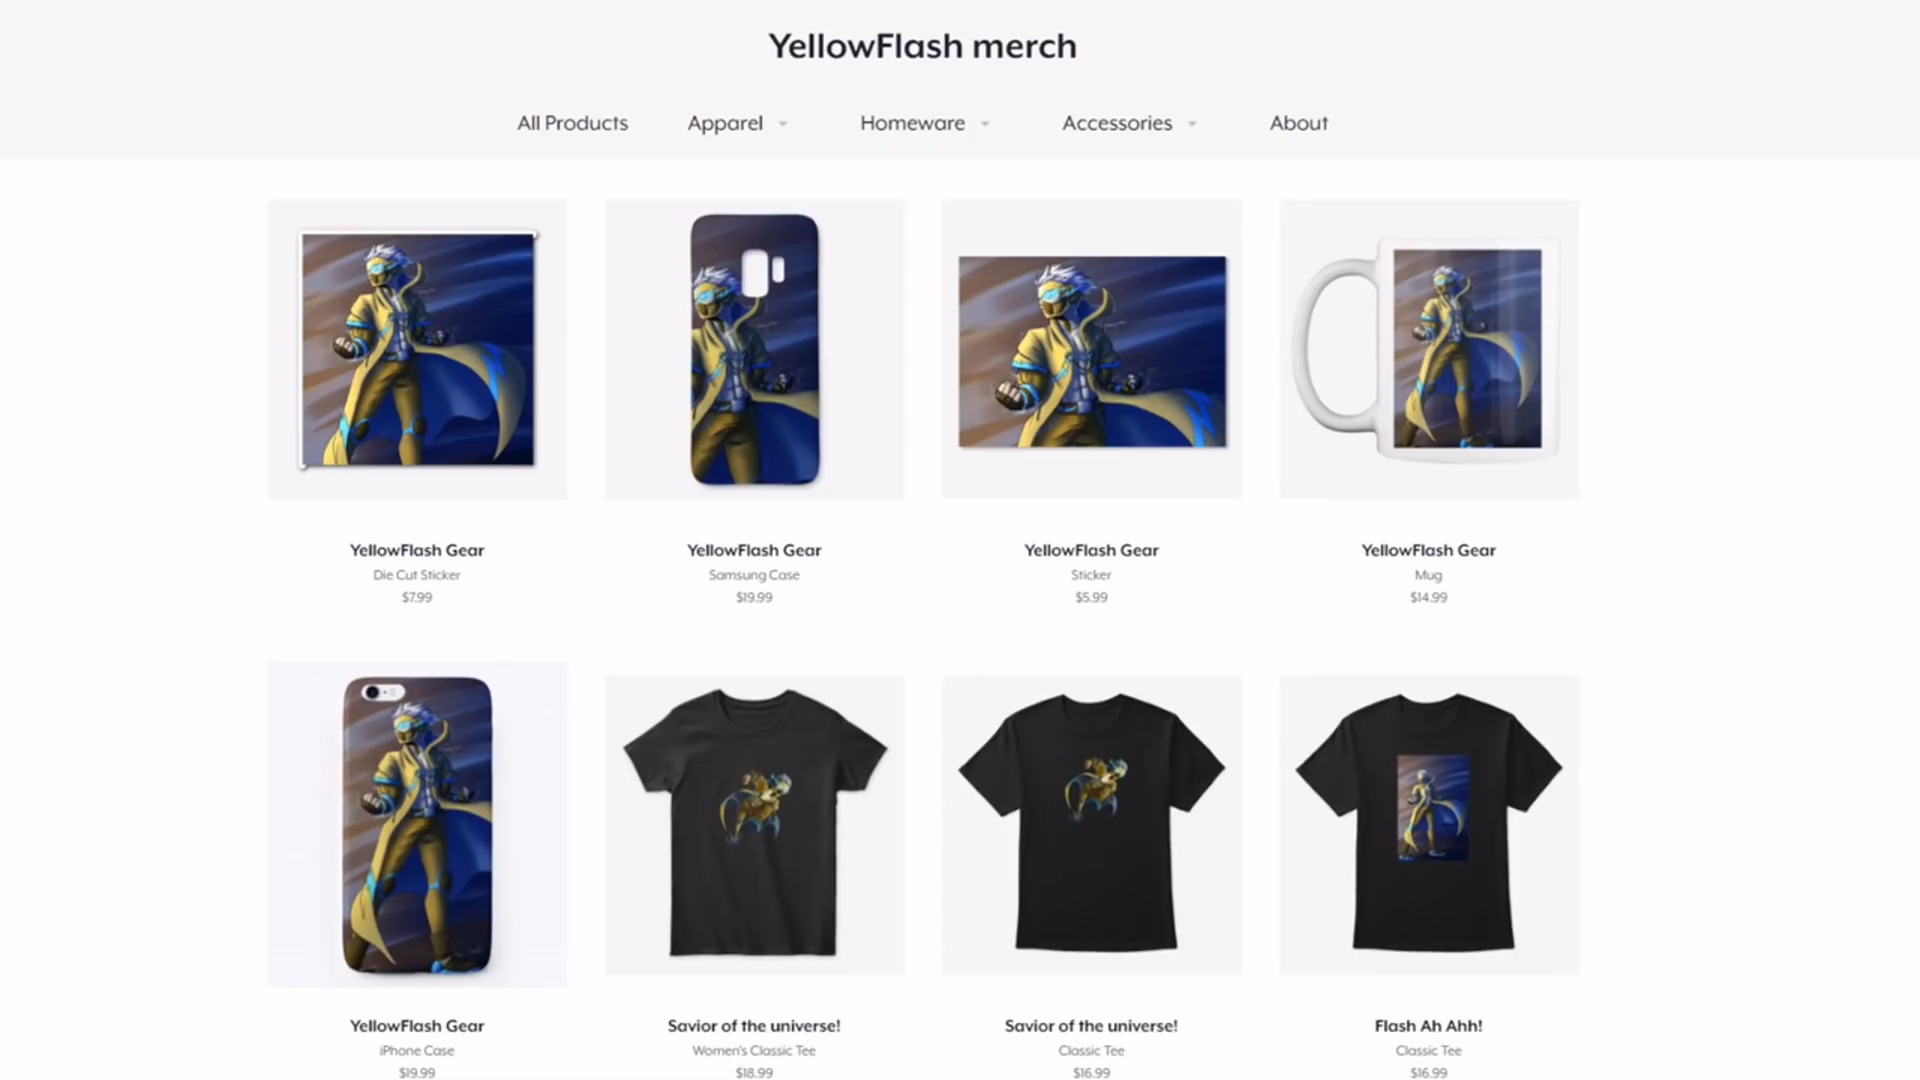 YellowFlash merch
All Products
Apparel
Homeware
Accessories
About
YellowFlash Gear
Die Cut Sticker
$7.99
YellowFlash Gear
Samsung Case
$19.99
YellowFlash Gear
Sticker
$5.99
YellowFlash Gear
Mug
$14.99
YellowFlash Gear
iPhone Case
$19.99
Savior of the universe!
Women's Classic Tee
$18.99
Savior of the universe!
Classic Tee
$16.99
Flash Ah Ahh!
Classic Tee
$16.99